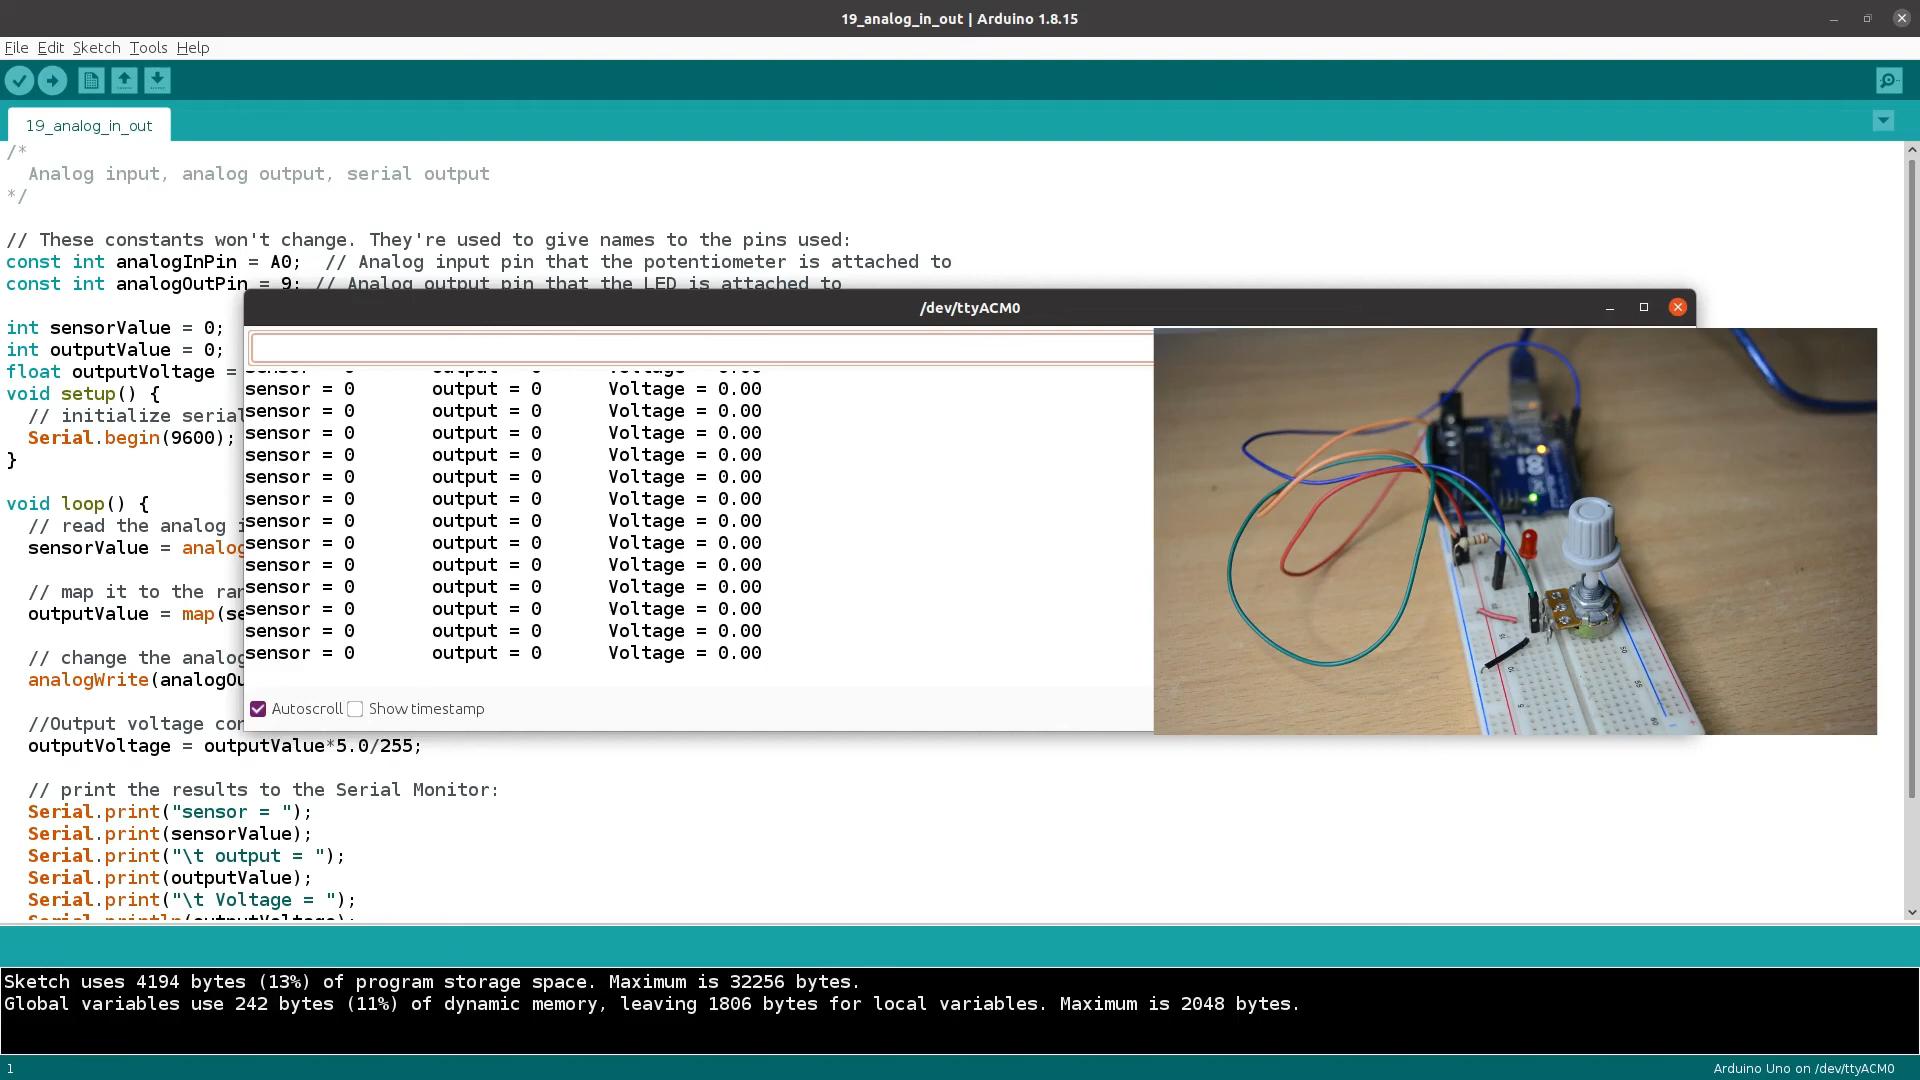 19_analog_in_out | Arduino 1.8.15
File Edit Sketch Tools Help
19_analog_in_out
/*
Analog input, analog output, serial output
*/
// These constants won't change. They're used to give names to the pins used:
const int analogInPin = A0; // Analog input pin that the potentiometer is attached to
const int analogOutPin = 9; // Analog output pin that the LED is attached to
int sensorValue = 0;
int outputValue = 0;
float outputVoltage =
void setup() {
// initialize serial
Serial.begin(9600);
}
void loop() {
// read the analog
sensorValue = analog
// map it to the ran
outputValue = map(se
// change the analog
analogWrite(analogOu
//Output voltage con
outputVoltage = outputValue*5.0/255;
// print the results to the Serial Monitor:
Serial.print("sensor = ");
Serial.print(sensorValue);
Serial.print("\t output = ");
Serial.print(outputValue);
Serial.print("\t Voltage = ");
Serial.println(outputVoltage);
/dev/ttyACM0
sensor = 0 output = 0 Voltage = 0.00
sensor = 0 output = 0 Voltage = 0.00
sensor = 0 output = 0 Voltage = 0.00
sensor = 0 output = 0 Voltage = 0.00
sensor = 0 output = 0 Voltage = 0.00
sensor = 0 output = 0 Voltage = 0.00
sensor = 0 output = 0 Voltage = 0.00
sensor = 0 output = 0 Voltage = 0.00
sensor = 0 output = 0 Voltage = 0.00
sensor = 0 output = 0 Voltage = 0.00
sensor = 0 output = 0 Voltage = 0.00
sensor = 0 output = 0 Voltage = 0.00
sensor = 0 output = 0 Voltage = 0.00
sensor = 0 output = 0 Voltage = 0.00
Autoscroll Show timestamp
Sketch uses 4194 bytes (13%) of program storage space. Maximum is 32256 bytes.
Global variables use 242 bytes (11%) of dynamic memory, leaving 1806 bytes for local variables. Maximum is 2048 bytes.
1
Arduino Uno on /dev/ttyACM0